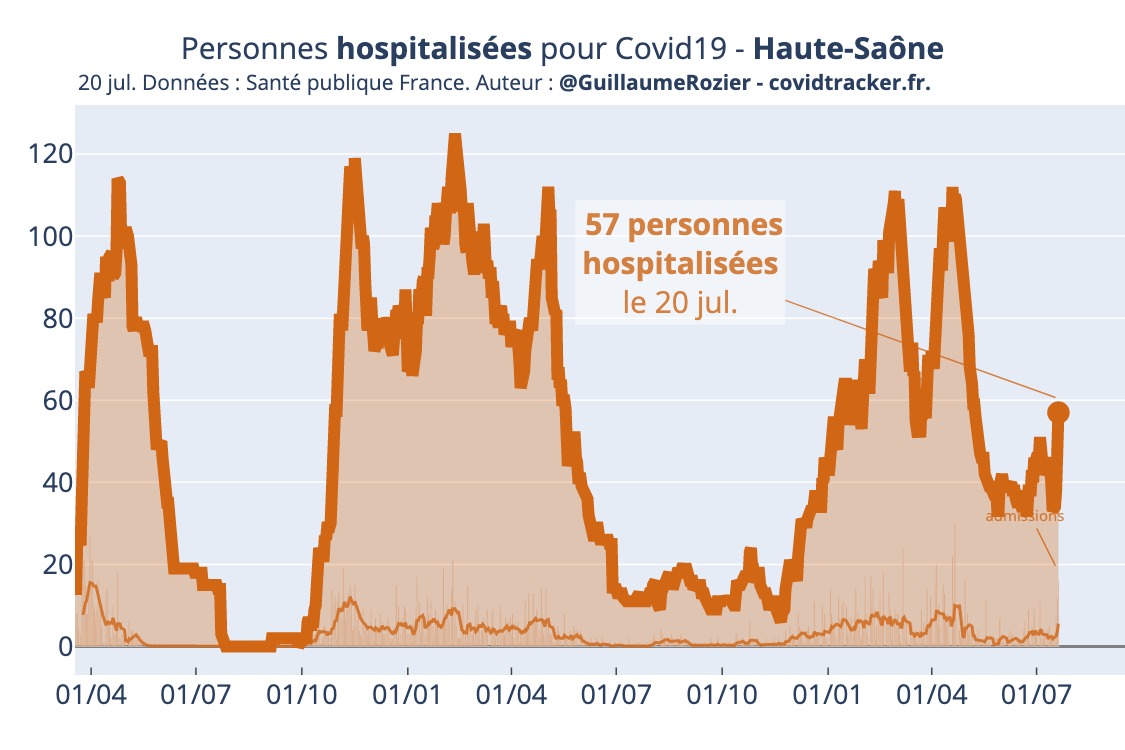 Personnes hospitalisées pour Covid19 - Haute-Saône
20 jul. Données : Santé publique France. Auteur : @GuillaumeRozier - covidtracker.fr.
120
100
80
60
40
20
0
57 personnes
hospitalisées
le 20 jul.
admissions
01/04 01/07 01/10 01/01 01/04 01/07 01/10 01/01 01/04 01/07